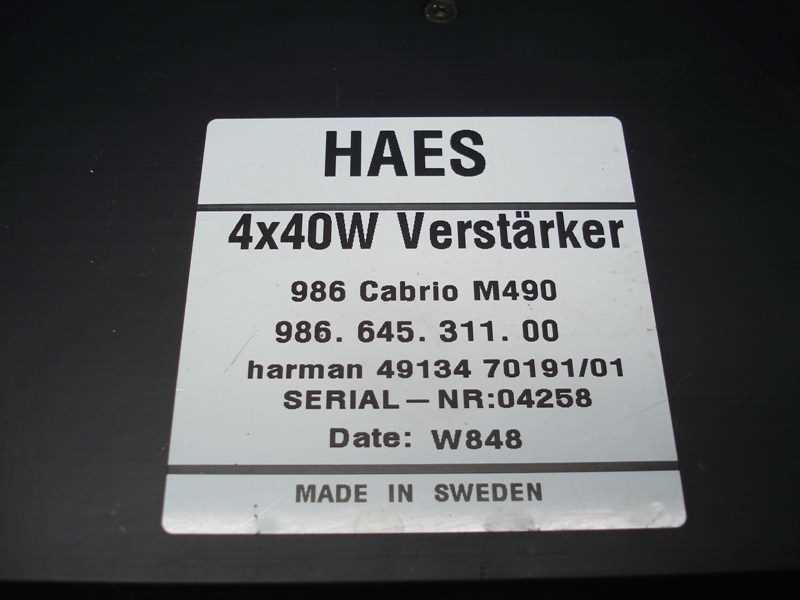 HAES
4x40W Verstärker
986 Cabrio M490
986. 645. 311. 00
harman 49134 70191/01
SERIAL – NR:04258
Date: W848
MADE IN SWEDEN